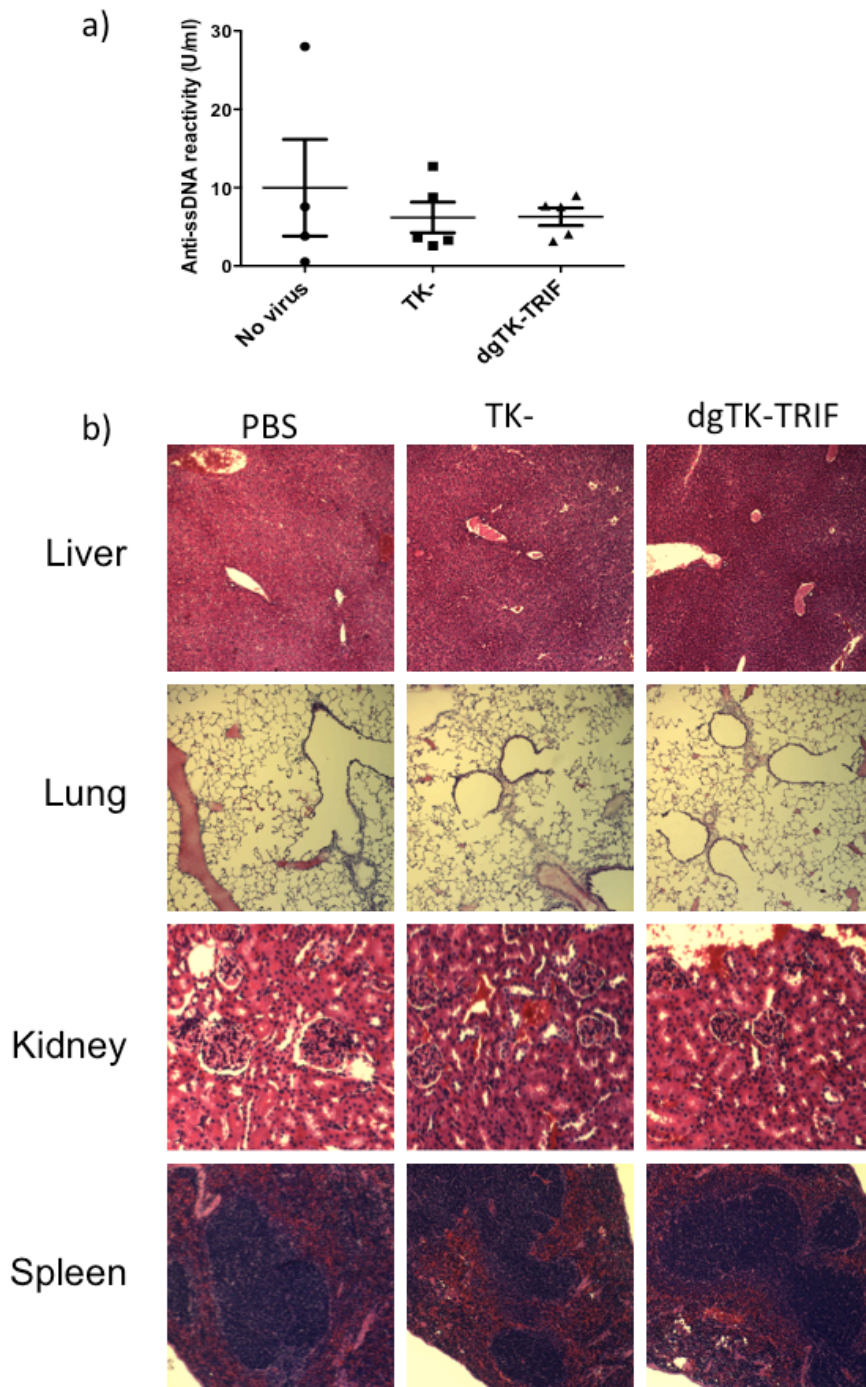 a)
Anti-ssDNA reactivity (U/ml)
30
20
10
0
No virus
TK-
dgTK-TRIF
b)
PBS
TK-
dgTK-TRIF
Liver
Lung
Kidney
Spleen